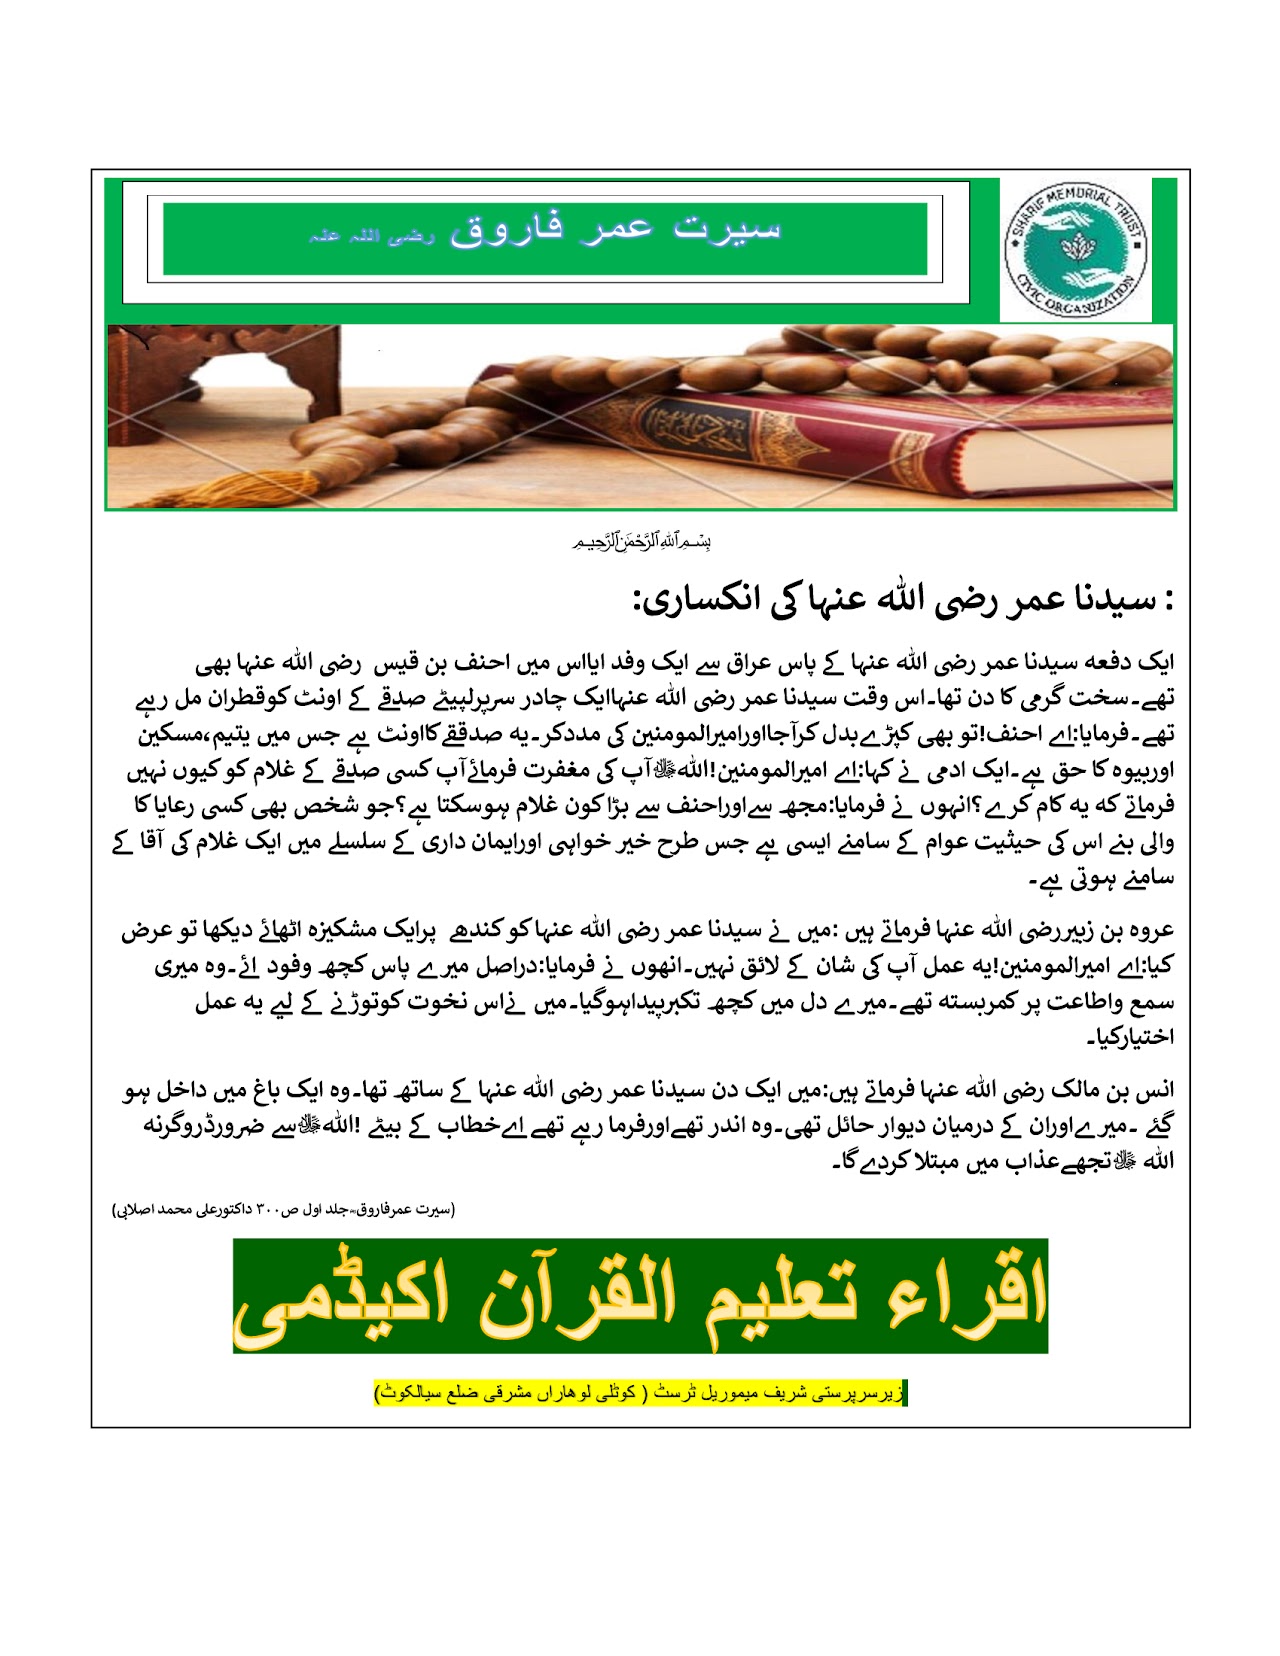 سیرت عمر فاروق رضی اللہ عنہ
SHARIF MEMORIAL TRUST
CIVIC ORGANIZATION
بِسْمِ ٱللَّٰهِ ٱلرَّحْمَٰنِ ٱلرَّحِيمِ
: سیدنا عمر رضی اللہ عنہا کی انکساری:
ایک دفعہ سیدنا عمر رضی اللہ عنہا کے پاس عراق سے ایک وفد ایااس میں احنف بن قیس رضی اللہ عنہا بھی
تھے۔سخت گرمی کا دن تھا۔اس وقت سیدنا عمر رضی اللہ عنہاایک چادر سرپرلپیٹے صدقے کے اونٹ کوقطران مل رہے
تھے۔فرمایا:اے احنف!تو بھی کپڑےبدل کرآجااورامیرالمومنین کی مددکر۔یہ صدققےکااونٹ ہے جس میں یتیم،مسکین
اوربیوہ کا حق ہے۔ایک ادمی نے کہا:اے امیرالمومنین!اللہﷻآپ کی مغفرت فرمائےآپ کسی صدقے کے غلام کو کیوں نہیں
فرماتے کہ یہ کام کرے؟انہوں نے فرمایا:مجھ سےاوراحنف سے بڑا کون غلام ہوسکتا ہے؟جو شخص بھی کسی رعایا کا
والی بنے اس کی حیثیت عوام کے سامنے ایسی ہے جس طرح خیر خواہی اورایمان داری کے سلسلے میں ایک غلام کی آقا کے
سامنے ہوتی ہے۔
عروہ بن زبیررضی اللہ عنہا فرماتے ہیں :میں نے سیدنا عمر رضی اللہ عنہا کو کندھے پرایک مشکیزہ اٹھائے دیکھا تو عرض
کیا:اے امیرالمومنین!یہ عمل آپ کی شان کے لائق نہیں۔انھوں نے فرمایا:دراصل میرے پاس کچھ وفود ائے۔وہ میری
سمع واطاعت پر کمربستہ تھے۔میرے دل میں کچھ تکبرپیداہوگیا۔میں نےاس نخوت کوتوڑنے کے لیے یہ عمل
اختیارکیا۔
انس بن مالک رضی اللہ عنہا فرماتے ہیں:میں ایک دن سیدنا عمر رضی اللہ عنہا کے ساتھ تھا۔وہ ایک باغ میں داخل ہو
گئے ۔میرےاوران کے درمیان دیوار حائل تھی۔وہ اندر تھےاورفرما رہے تھے اےخطاب کے بیٹے !اللہﷻسے ضرورڈروگرنہ
اللہ ﷻتجھےعذاب میں مبتلا کردےگا۔
(سیرت عمرفاروق جلد اول ص۳۰۰ داکتورعلی محمد اصلابی)
اقراء تعلیم القرآن اکیڈمی
زیرسرپرستی شریف میموریل ٹرسٹ ( کوٹلی لوھاراں مشرقی ضلع سیالکوٹ)